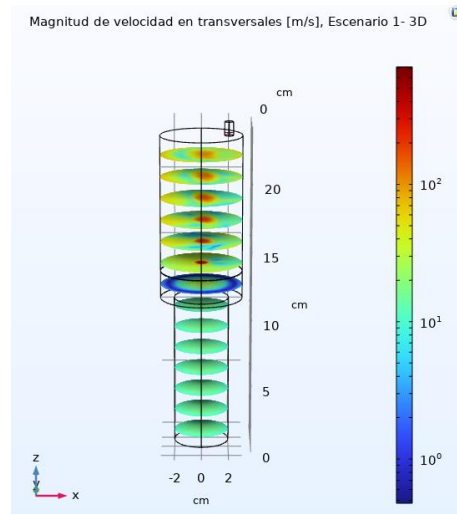 Magnitud de velocidad en transversales [m/s], Escenario 1- 3D
cm
0
20
15
cm
10
5
0
-2 0 2
cm
z
y
x
10²
10¹
10⁰